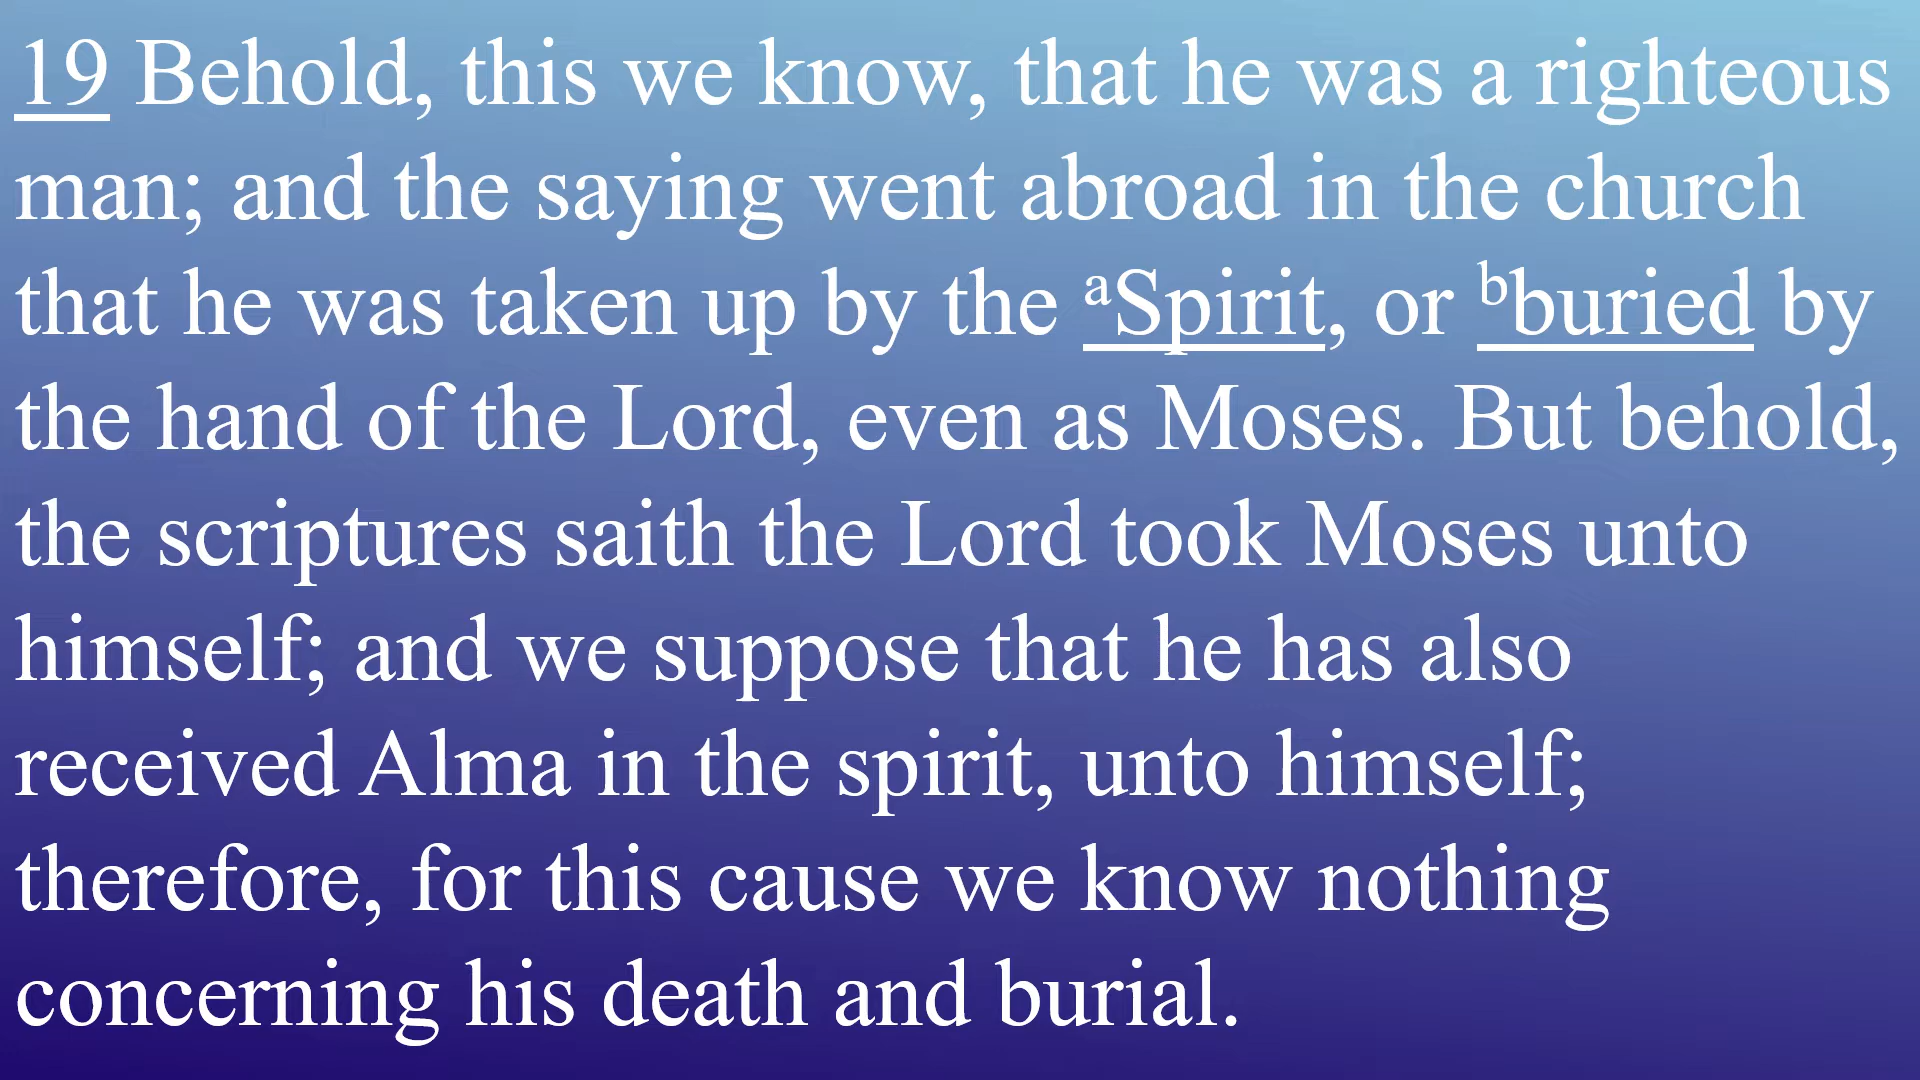 19 Behold, this we know, that he was a righteous
man; and the saying went abroad in the church
that he was taken up by the aSpirit, or bburied by
the hand of the Lord, even as Moses. But behold,
the scriptures saith the Lord took Moses unto
himself; and we suppose that he has also
received Alma in the spirit, unto himself;
therefore, for this cause we know nothing
concerning his death and burial.